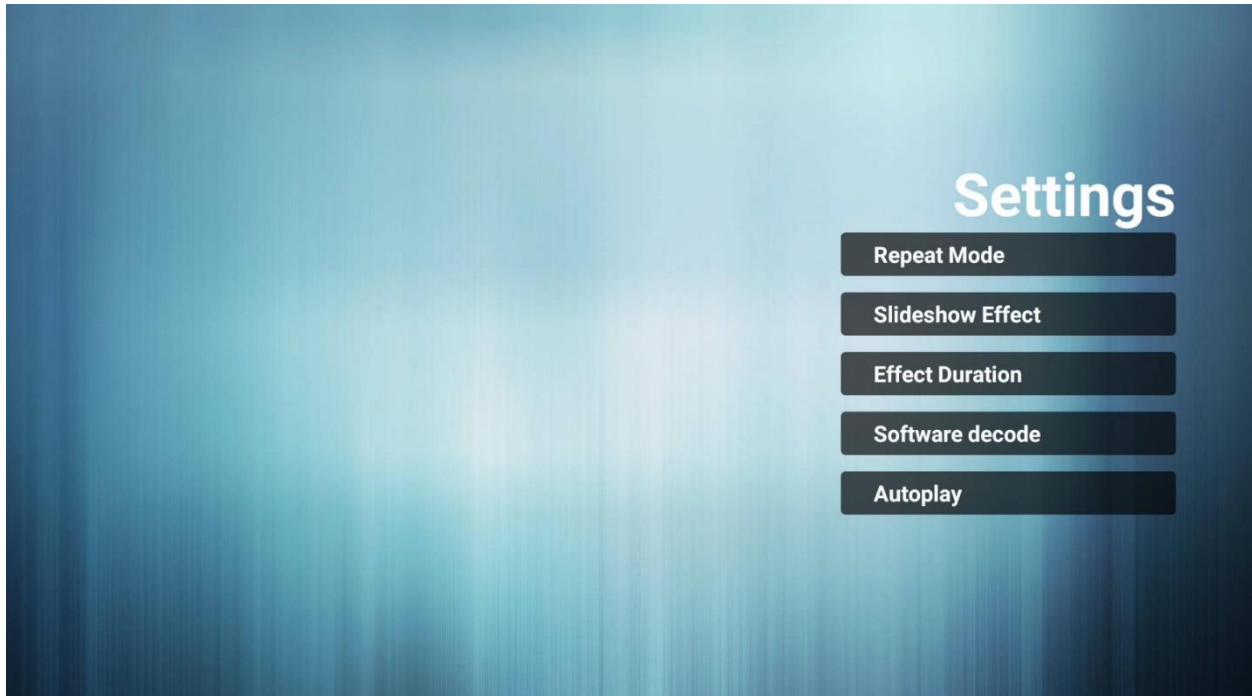 Settings
Repeat Mode
Slideshow Effect
Effect Duration
Software decode
Autoplay